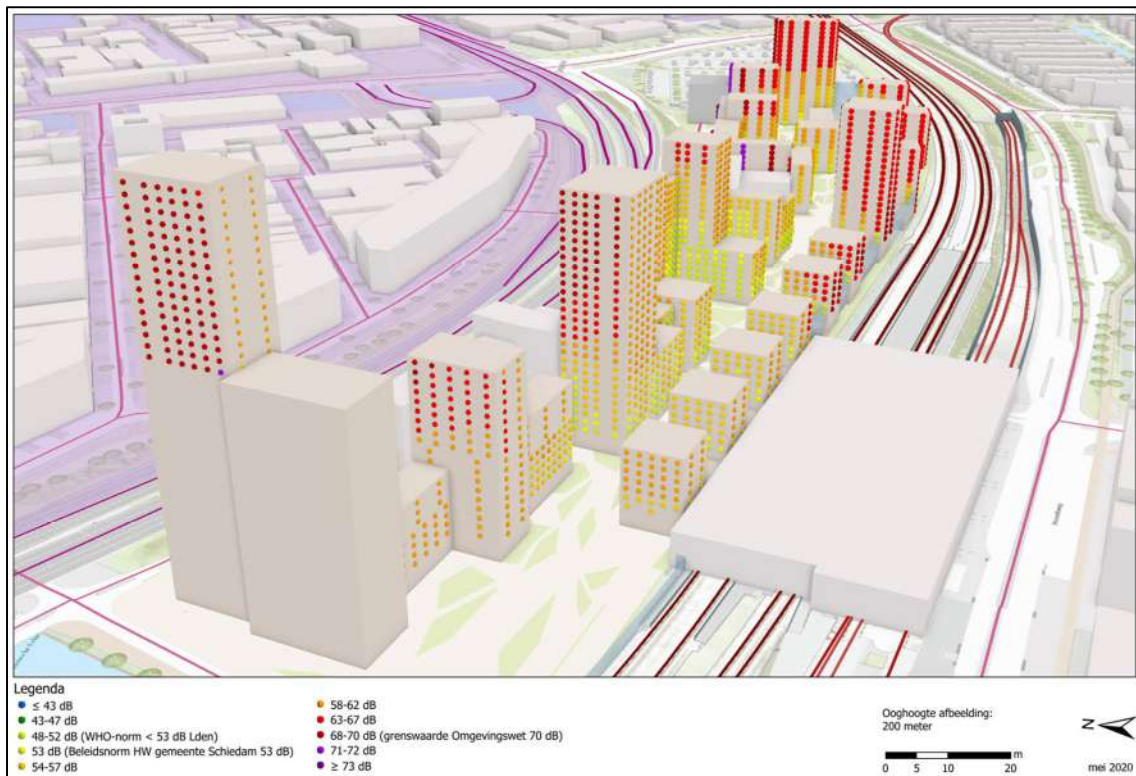 Legenda
≤ 43 dB
43-47 dB
48-52 dB (WHO-norm < 53 dB Lden)
53 dB (Beleidsnorm HW gemeente Schiedam 53 dB)
54-57 dB
58-62 dB
63-67 dB
68-70 dB (grenswaarde Omgevingswet 70 dB)
71-72 dB
≥ 73 dB
Ooghoogte afbeelding:
200 meter
m
0 5 10 20
N
mei 2020